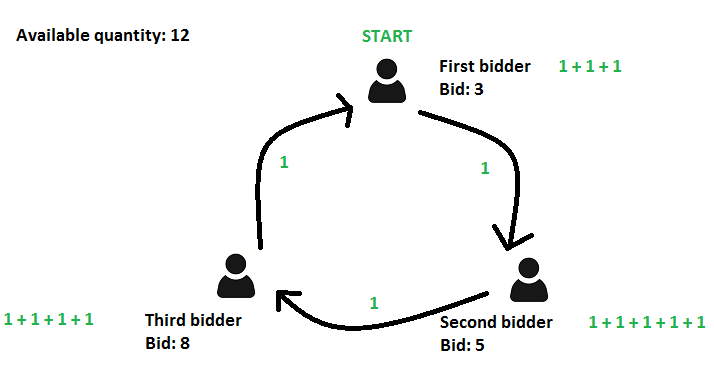 Available quantity: 12
START
First bidder
Bid: 3
1 + 1 + 1
1
1
1
Third bidder
Bid: 8
1 + 1 + 1 + 1
Second bidder
Bid: 5
1 + 1 + 1 + 1 + 1